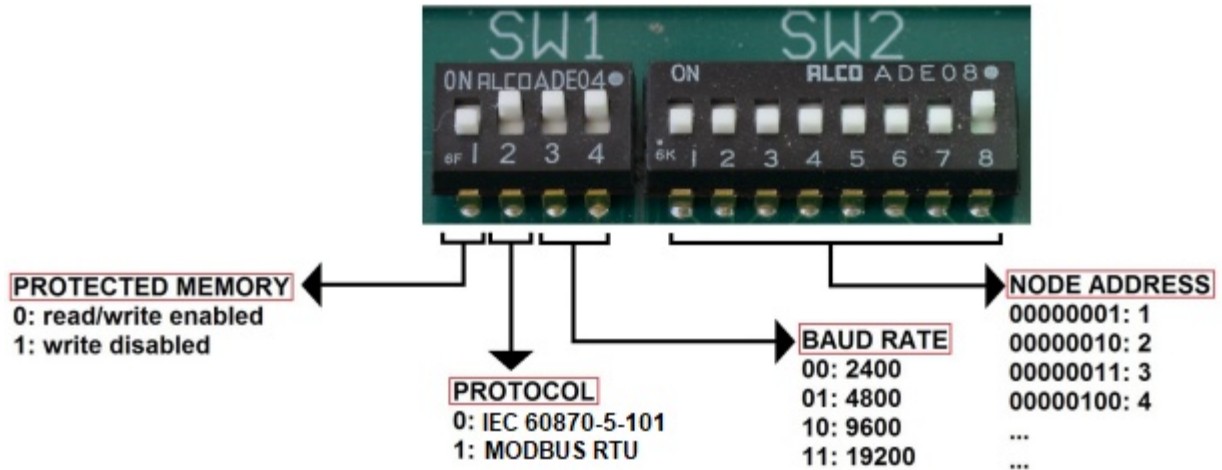 SW1 SW2
ON ALCO ADE04
ON ALCO ADE08
6F 1 2 3 4
6K 1 2 3 4 5 6 7 8
PROTECTED MEMORY
0: read/write enabled
1: write disabled
PROTOCOL
0: IEC 60870-5-101
1: MODBUS RTU
BAUD RATE
00: 2400
01: 4800
10: 9600
11: 19200
NODE ADDRESS
00000001: 1
00000010: 2
00000011: 3
00000100: 4
...
...